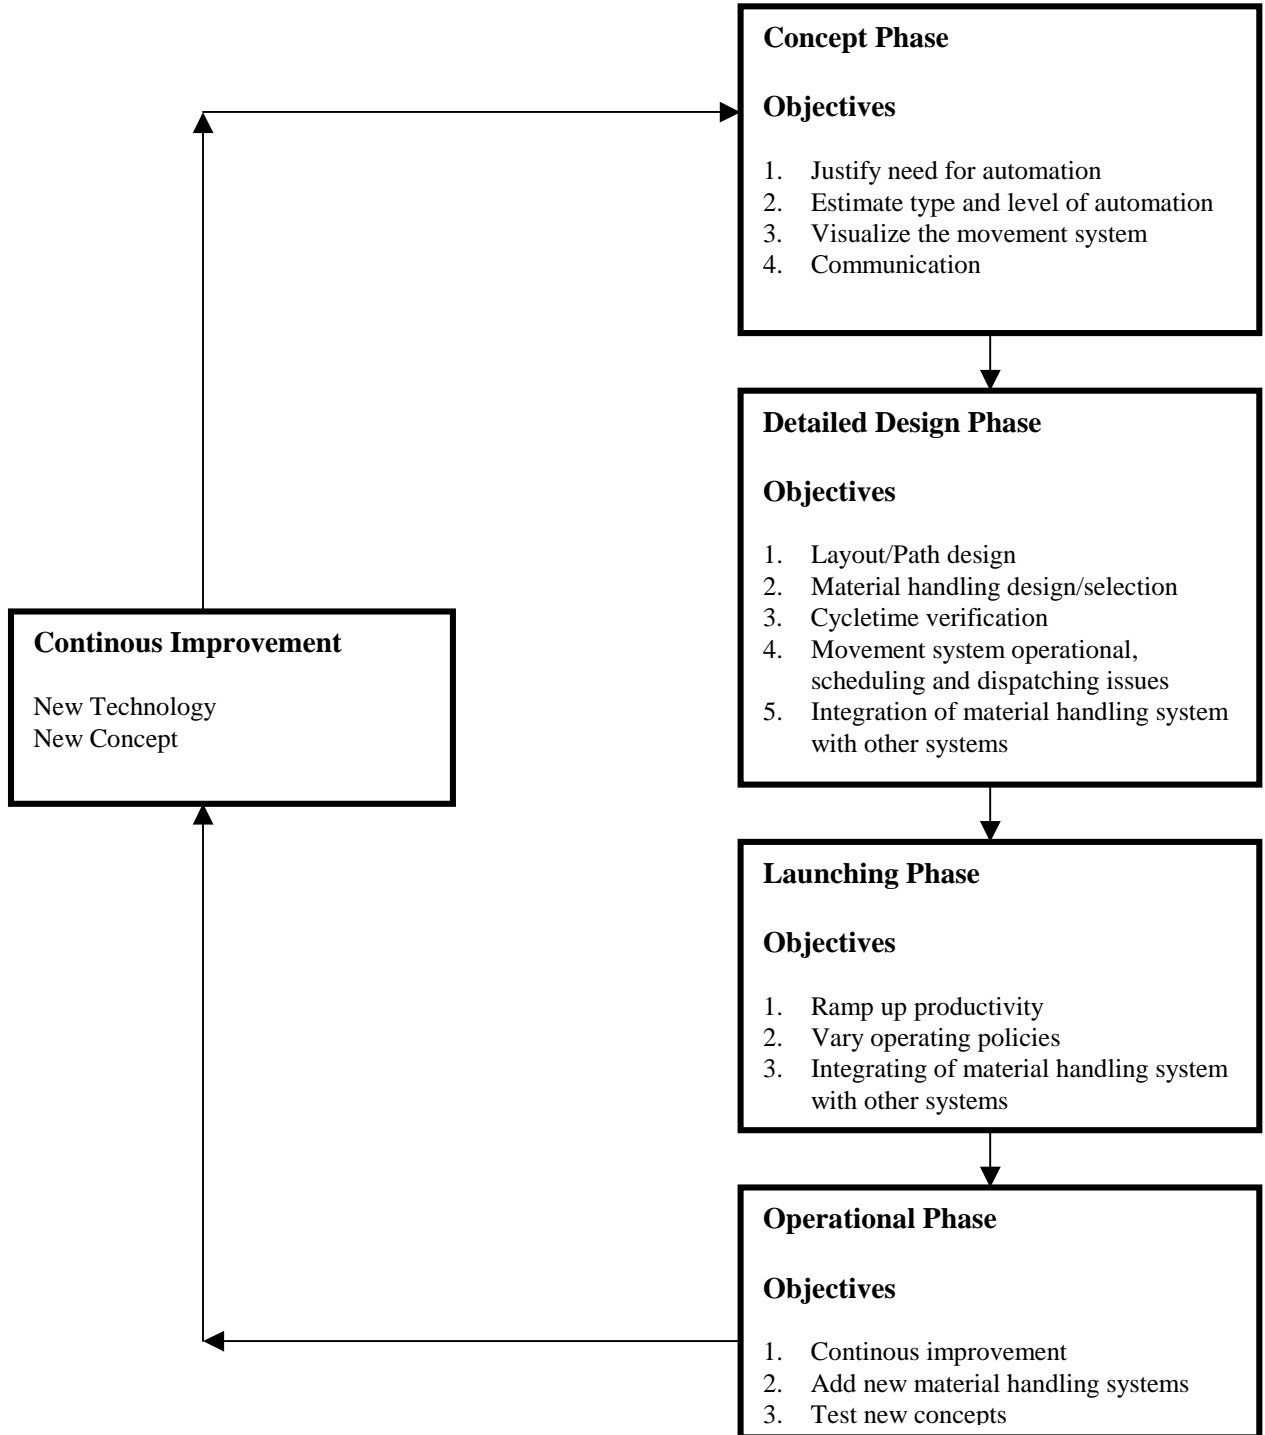 Concept Phase
Objectives
1. Justify need for automation
2. Estimate type and level of automation
3. Visualize the movement system
4. Communication
Detailed Design Phase
Objectives
1. Layout/Path design
2. Material handling design/selection
3. Cycletime verification
4. Movement system operational,
scheduling and dispatching issues
5. Integration of material handling system
with other systems
Continous Improvement
New Technology
New Concept
Launching Phase
Objectives
1. Ramp up productivity
2. Vary operating policies
3. Integrating of material handling system
with other systems
Operational Phase
Objectives
1. Continous improvement
2. Add new material handling systems
3. Test new concepts